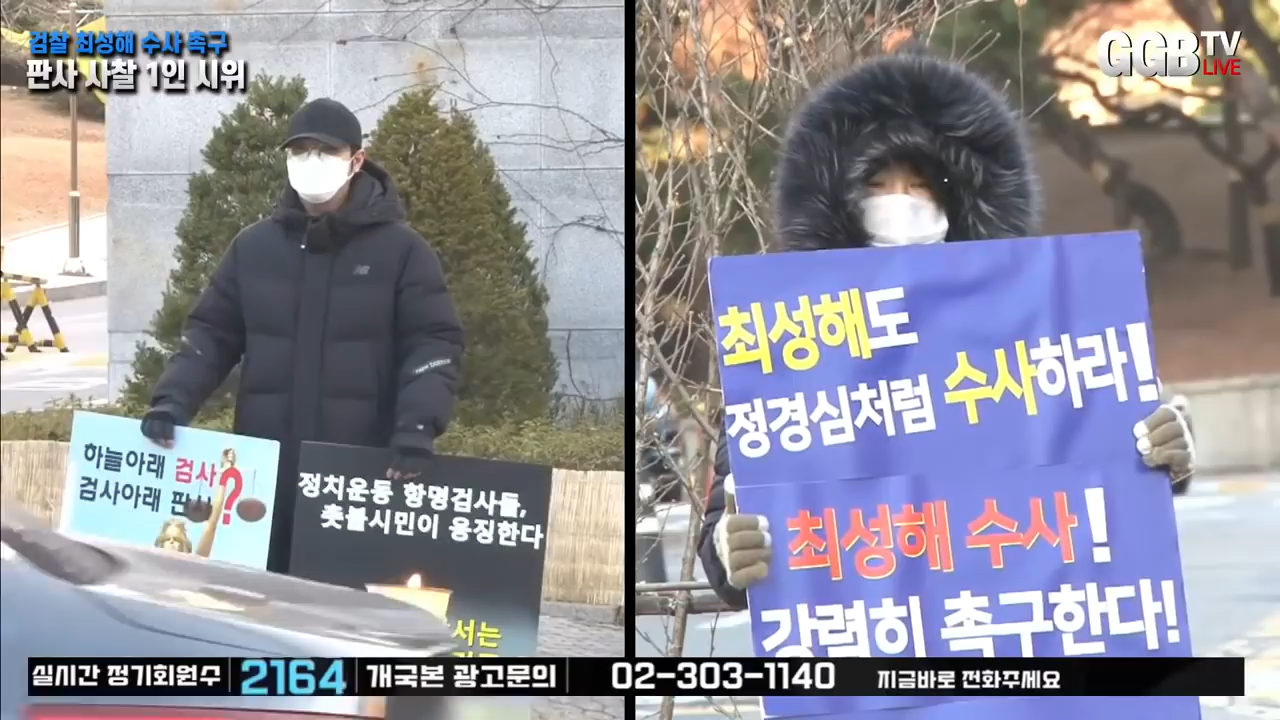 검찰 최성해 수사 촉구
판사 사찰 1인 시위
GGB TV LIVE
하늘아래 검사?
검사아래 판사
정치운동 항명검사들,
촛불시민이 응징한다
서는
최성해도
정경심처럼 수사하라!
최성해 수사!
강력히 촉구한다!
실시간 정기회원수 2164 개국본 광고문의 02-303-1140 지금바로 전화주세요